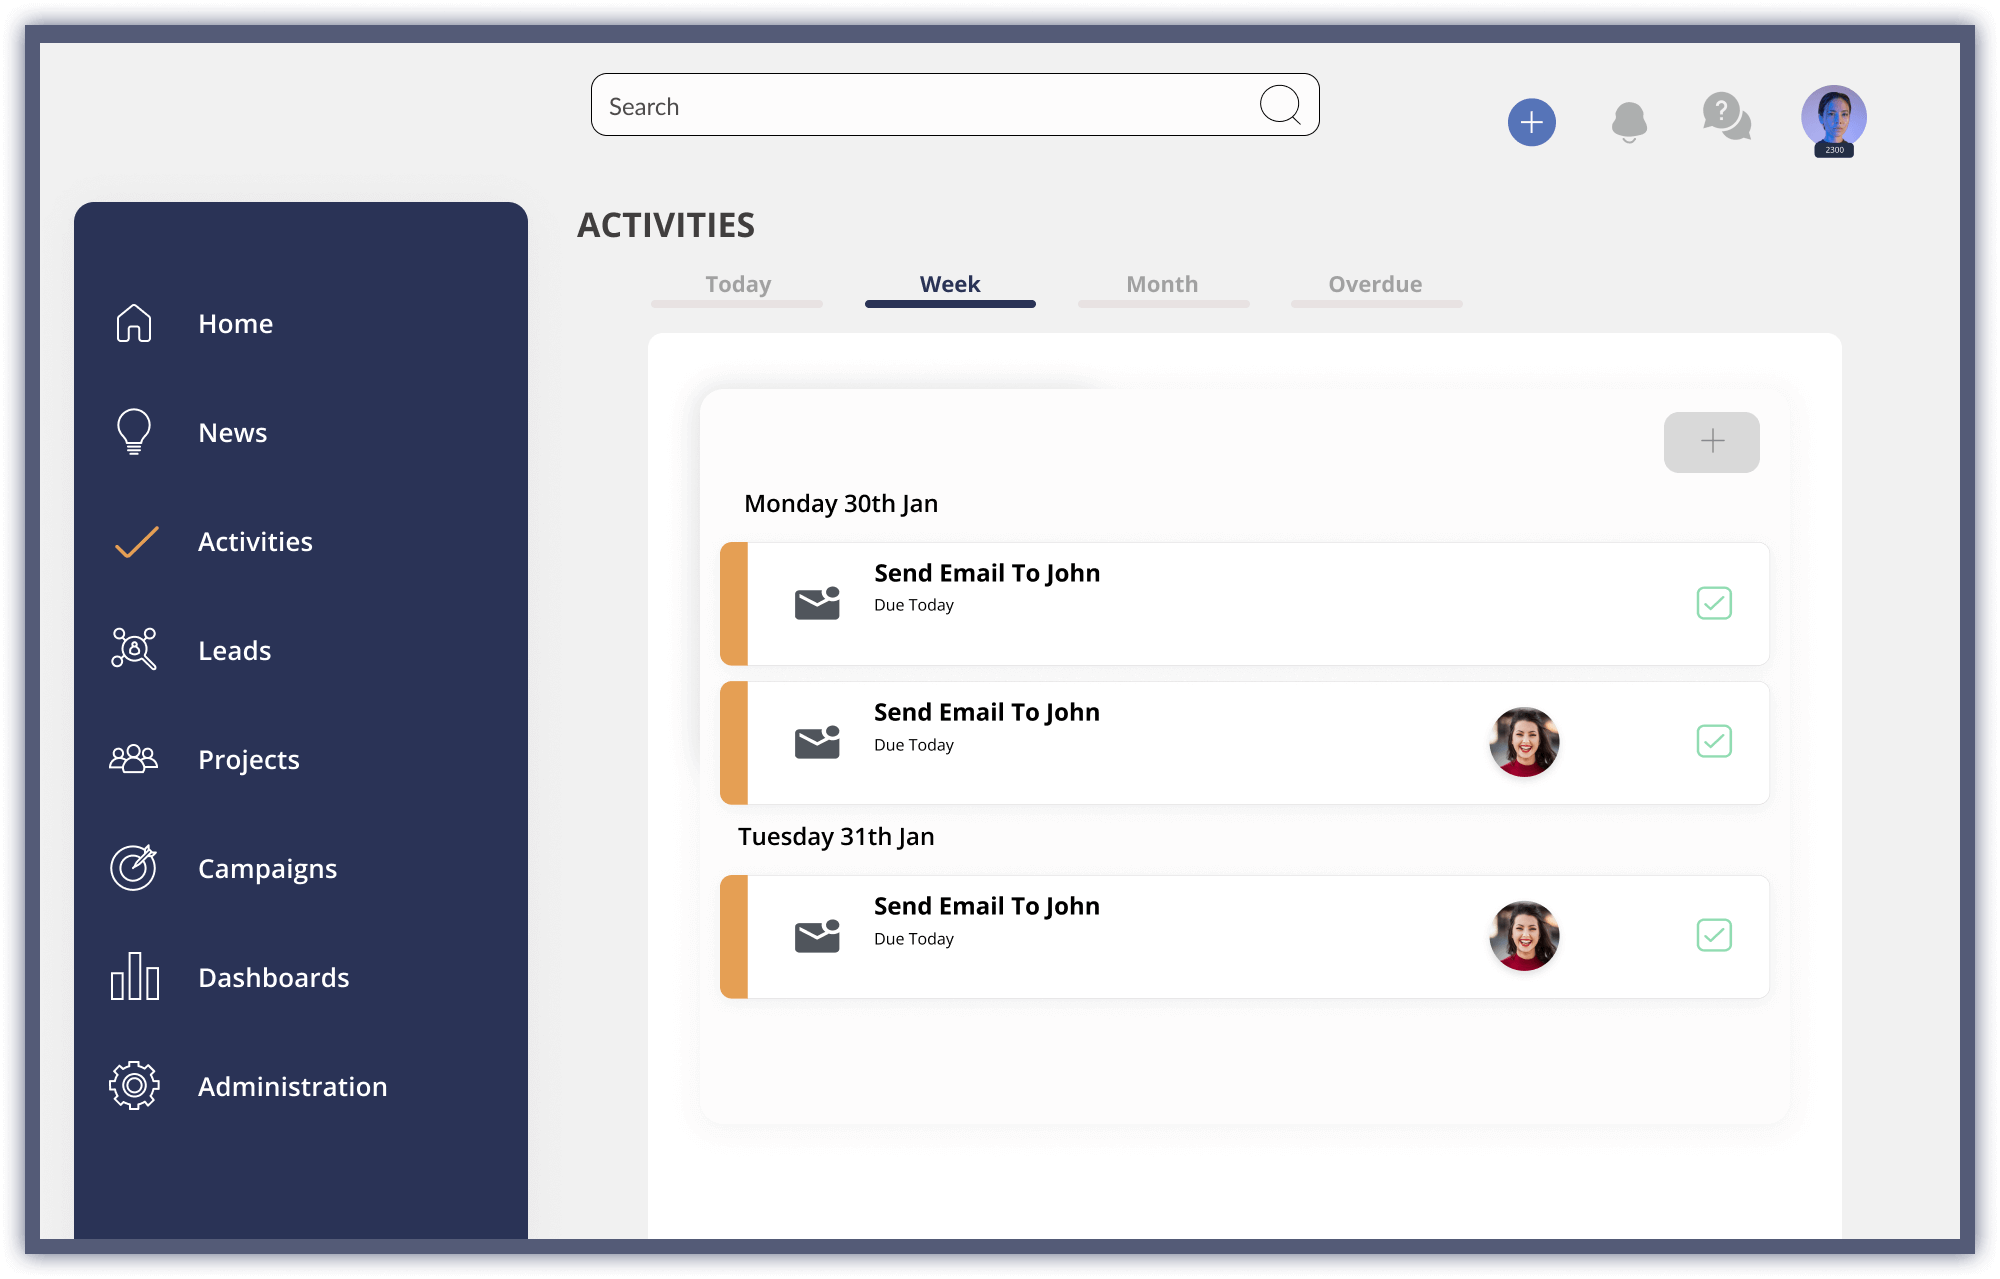 Search
?
2300
ACTIVITIES
Today
Week
Month
Overdue
Home
News
Activities
Leads
Projects
Campaigns
Dashboards
Administration
Monday 30th Jan
Send Email To John
Due Today
Send Email To John
Due Today
Tuesday 31th Jan
Send Email To John
Due Today